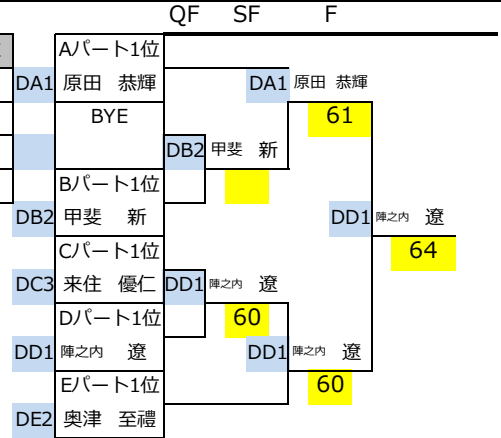 QF SF F
Aパート1位
DA1 原田 恭輝 DA1 原田 恭輝
BYE 61
DB2 甲斐 新
Bパート1位
DB2 甲斐 新 DD1 陣之内 遼
Cパート1位 64
DC3 来住 優仁 DD1 陣之内 遼
Dパート1位 60
DD1 陣之内 遼 DD1 陣之内 遼
Eパート1位 60
DE2 奥津 至禮